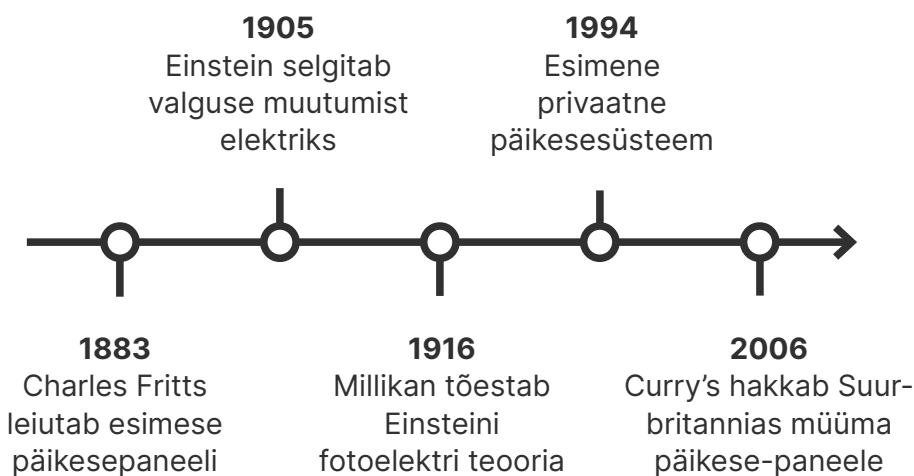 1905
Einstein selgitab
valguse muutumist
elektriks
1994
Esimene
privaatne
päikesesüsteem
1883
Charles Fritts
leiutab esimese
päikesepaneeli
1916
Millikan tõestab
Einsteini
fotoelektri teooria
2006
Curry’s hakkab Suur-
britannias müüma
päikese-paneele